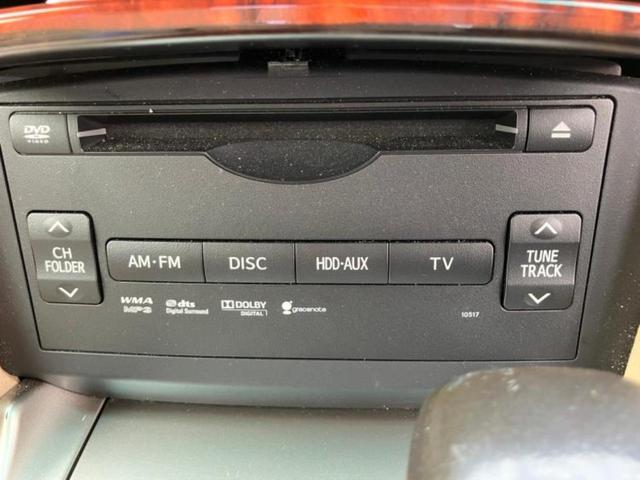 DVD
VIDEO
CH
FOLDER
AM·FM
DISC
HDD·AUX
TV
TUNE
TRACK
WMA
MP3
dts
Digital Surround
DOLBY
DIGITAL
gracenote
10517